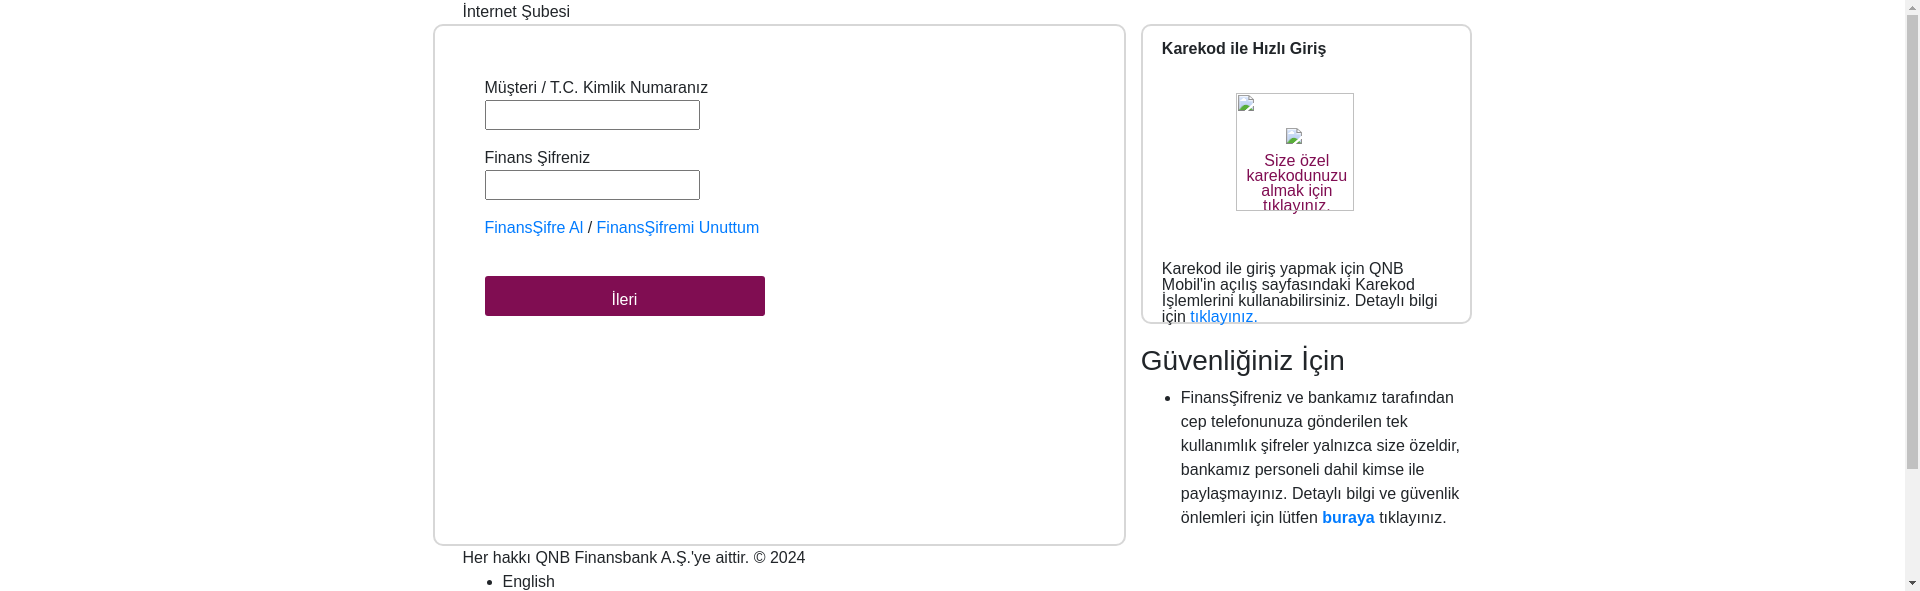 İnternet Şubesi
Müşteri / T.C. Kimlik Numaranız
Finans Şifreniz
FinansŞifre Al / FinansŞifremi Unuttum
İleri
Karekod ile Hızlı Giriş
Size özel
karekodunuzu
almak için
tıklayınız.
Karekod ile giriş yapmak için QNB
Mobil'in açılış sayfasındaki Karekod
İşlemlerini kullanabilirsiniz. Detaylı bilgi
için tıklayınız.
Güvenliğiniz İçin
FinansŞifreniz ve bankamız tarafından
cep telefonunuza gönderilen tek
kullanımlık şifreler yalnızca size özeldir,
bankamız personeli dahil kimse ile
paylaşmayınız. Detaylı bilgi ve güvenlik
önlemleri için lütfen buraya tıklayınız.
Her hakkı QNB Finansbank A.Ş.'ye aittir. © 2024
English